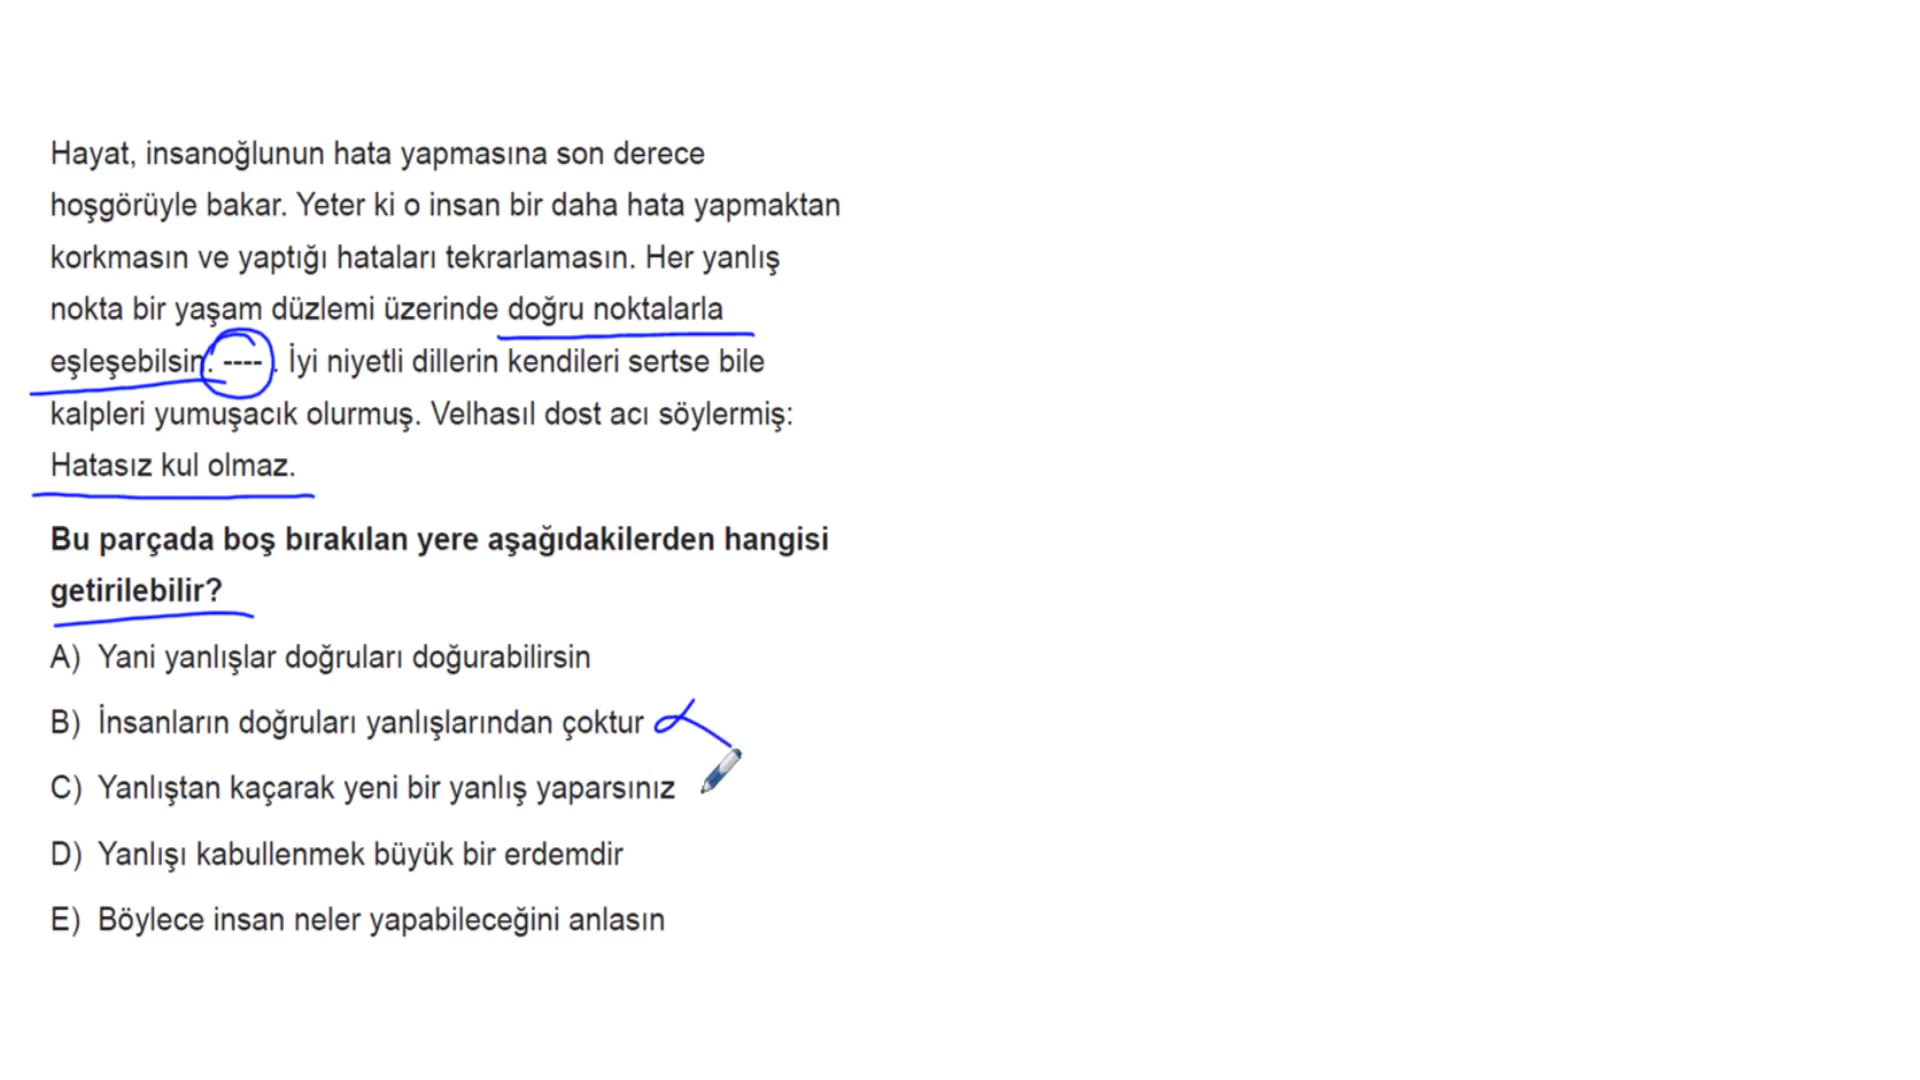 Hayat, insanoğlunun hata yapmasına son derece
hoşgörüyle bakar. Yeter ki o insan bir daha hata yapmaktan
korkmasın ve yaptığı hataları tekrarlamasın. Her yanlış
nokta bir yaşam düzlemi üzerinde doğru noktalarla
eşleşebilsin. ---- . İyi niyetli dillerin kendileri sertse bile
kalpleri yumuşacık olurmuş. Velhasıl dost acı söylermiş:
Hatasız kul olmaz.
Bu parçada boş bırakılan yere aşağıdakilerden hangisi
getirilebilir?
A) Yani yanlışlar doğruları doğurabilirsin
B) İnsanların doğruları yanlışlarından çoktur
C) Yanlıştan kaçarak yeni bir yanlış yaparsınız
D) Yanlışı kabullenmek büyük bir erdemdir
E) Böylece insan neler yapabileceğini anlasın